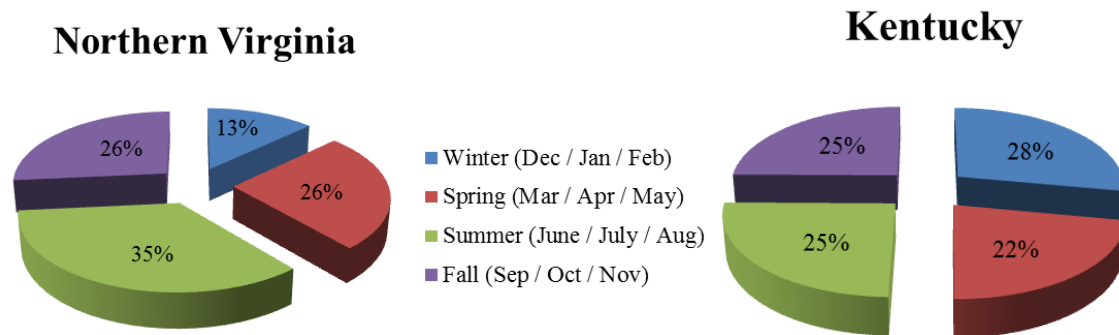 Northern Virginia
13%
26%
26%
35%
Winter (Dec / Jan / Feb)
Spring (Mar / Apr / May)
Summer (June / July / Aug)
Fall (Sep / Oct / Nov)
Kentucky
25%
28%
25%
22%